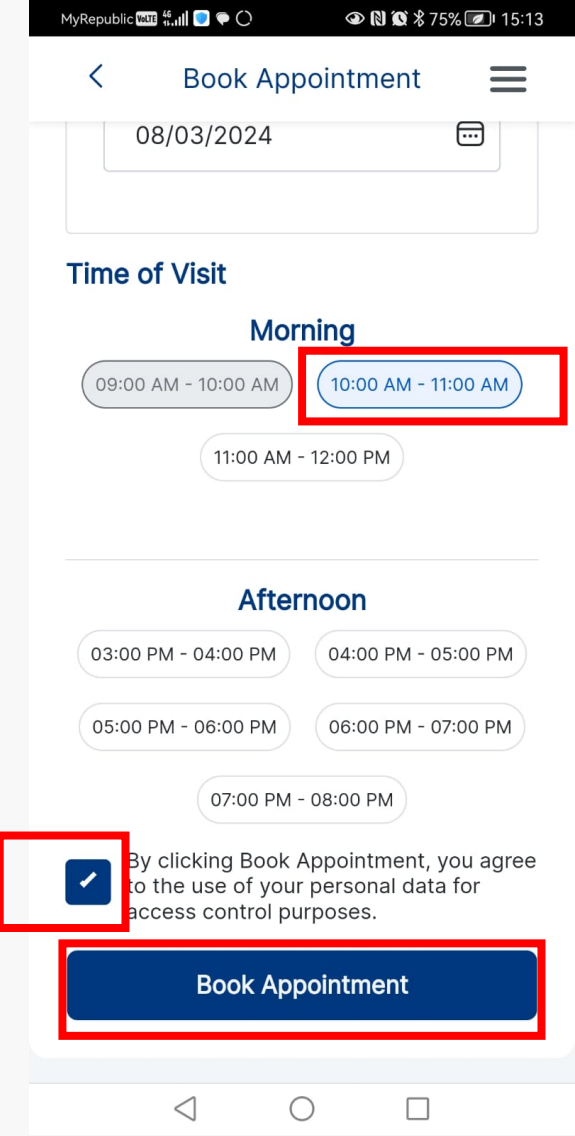 MyRepublic VoLTE 4G 75% 15:13
Book Appointment
08/03/2024
Time of Visit
Morning
09:00 AM - 10:00 AM 10:00 AM - 11:00 AM
11:00 AM - 12:00 PM
Afternoon
03:00 PM - 04:00 PM 04:00 PM - 05:00 PM
05:00 PM - 06:00 PM 06:00 PM - 07:00 PM
07:00 PM - 08:00 PM
By clicking Book Appointment, you agree
to the use of your personal data for
access control purposes.
Book Appointment